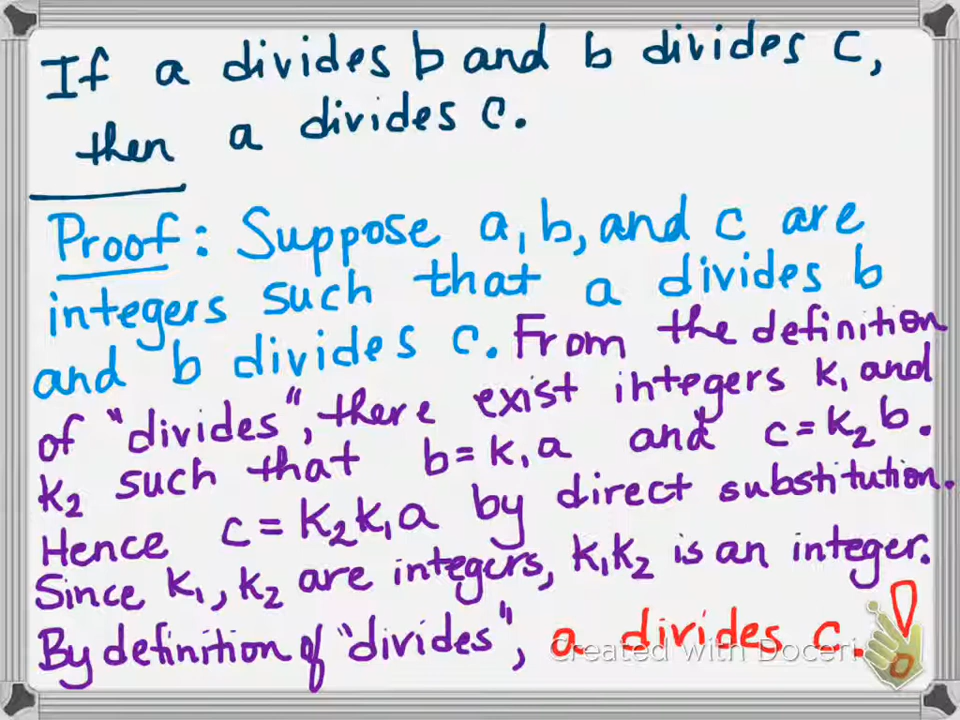 If a divides b and b divides c,
then a divides c.
Proof: Suppose a, b, and c are
integers such that a divides b
and b divides c. From the definition
of "divides", there exist integers k₁ and
k₂ such that b = k₁a and c = k₂b.
Hence c = k₂k₁a by direct substitution.
Since k₁, k₂ are integers, k₁k₂ is an integer.
By definition of "divides", a divides c.!
Created with Doceri